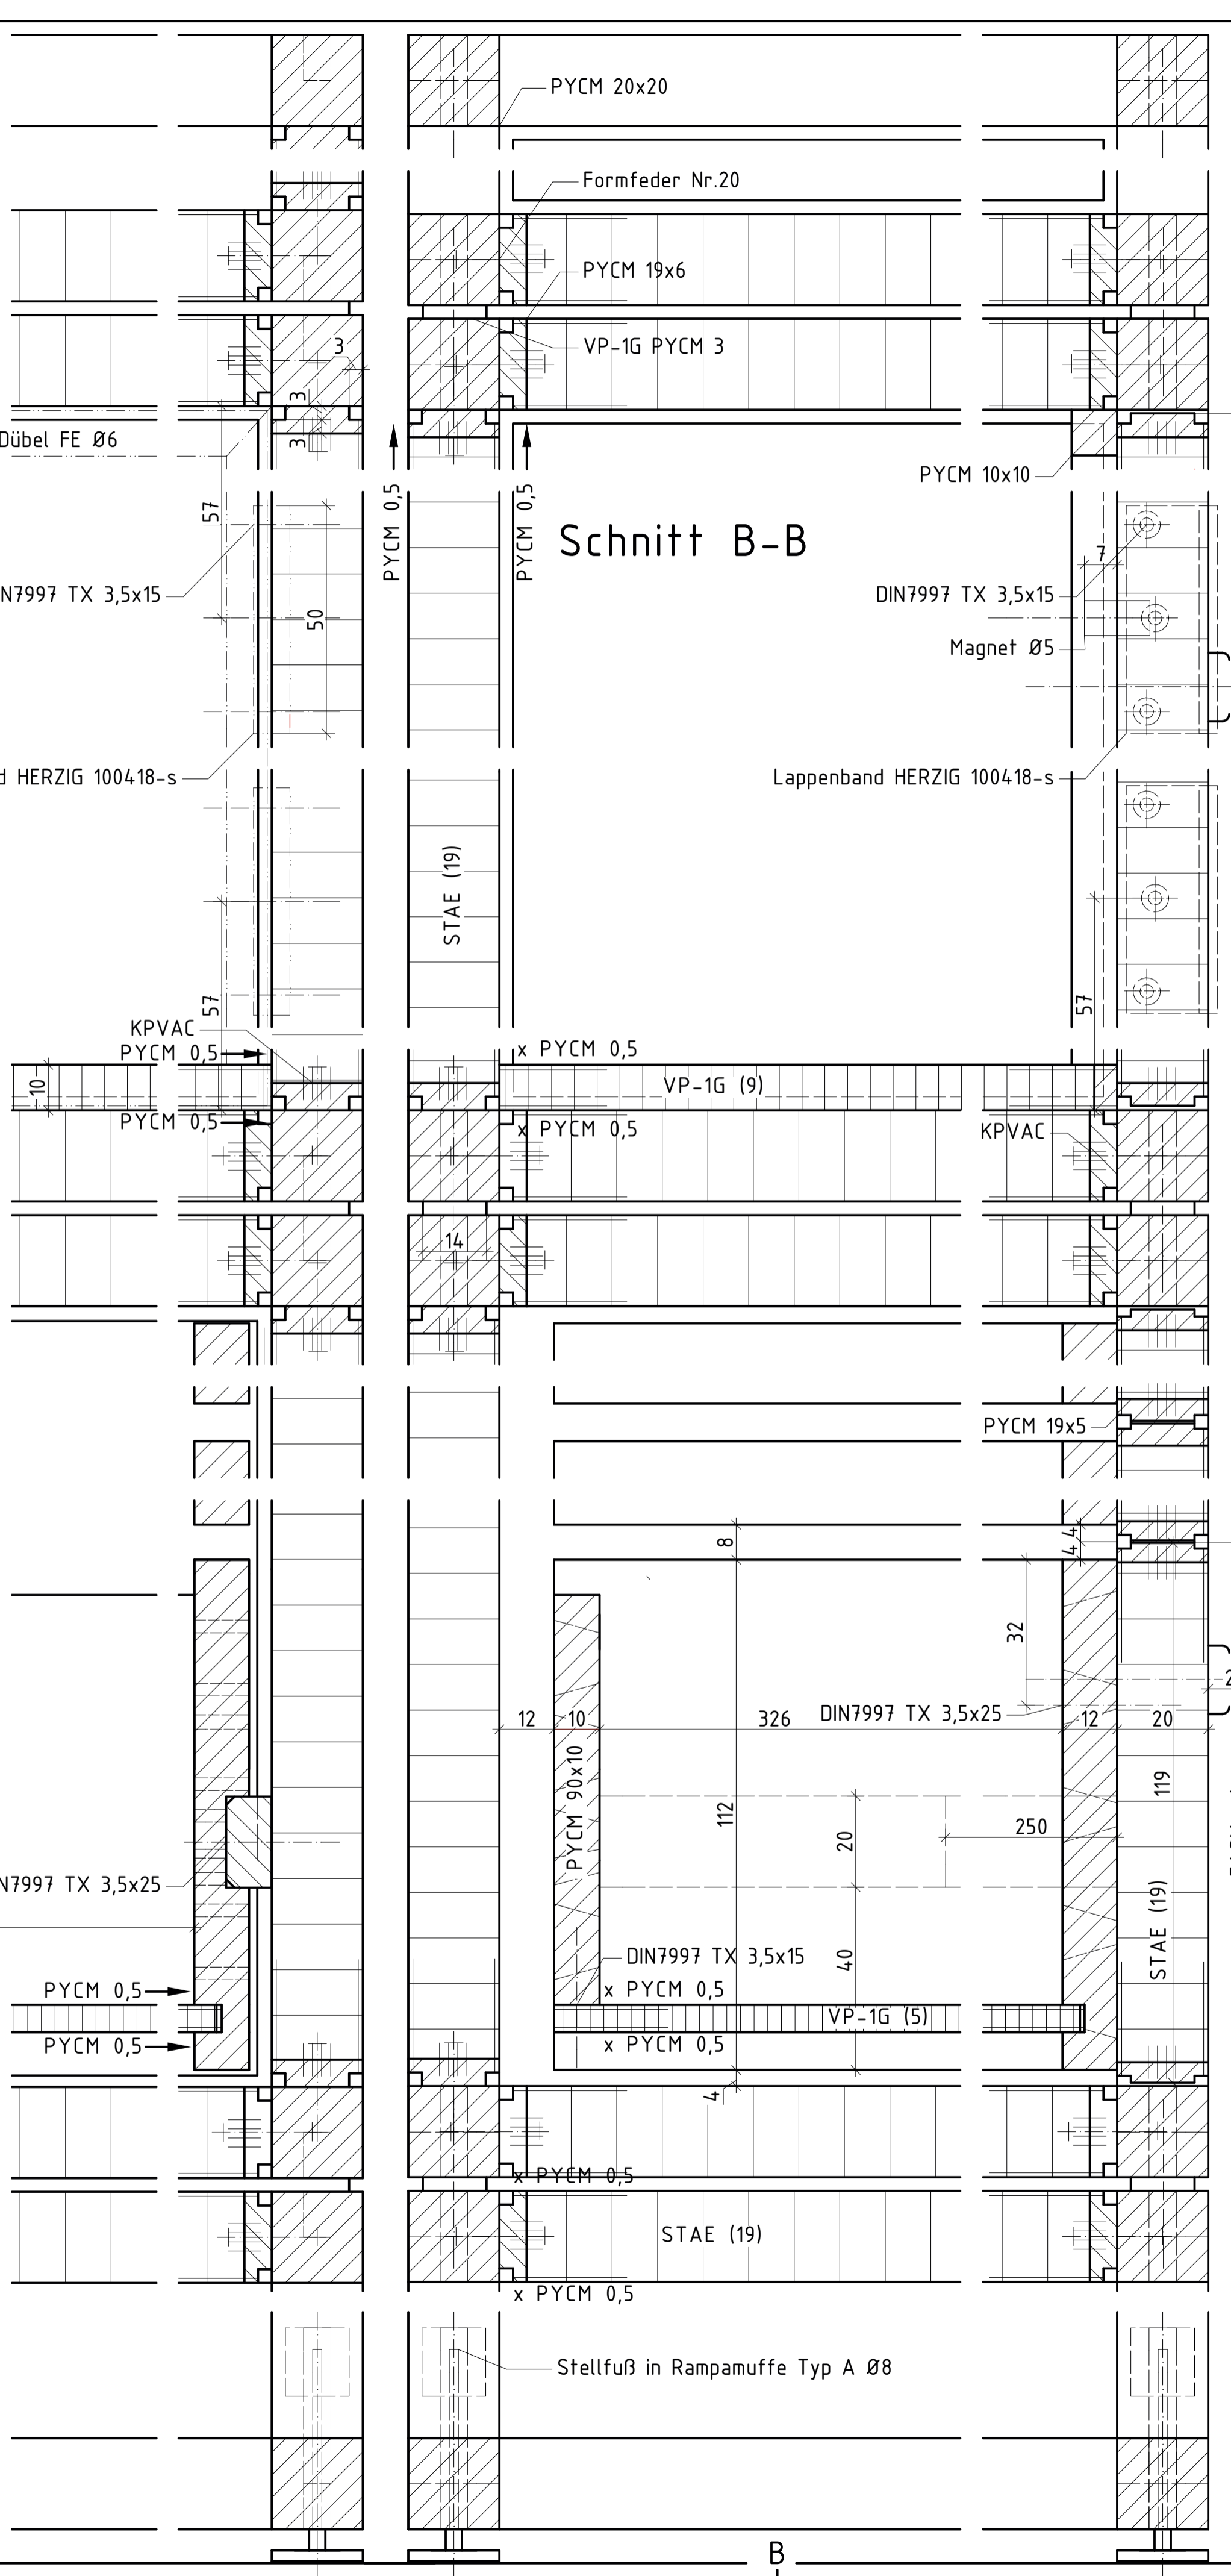 PYCM 20x20
Formfeder Nr.20
PYCM 19x6
VP-1G PYCM 3
3
3
3
Dübel FE Ø6
PYCM 0,5
PYCM 0,5
PYCM 10x10
Schnitt B-B
57
50
7
N7997 TX 3,5x15
DIN7997 TX 3,5x15
Magnet Ø5
d HERZIG 100418-s
Lappenband HERZIG 100418-s
STAE (19)
57
57
KPVAC
PYCM 0,5
x PYCM 0,5
10
VP-1G (9)
PYCM 0,5
x PYCM 0,5
KPVAC
14
PYCM 19x5
8
4
4
32
12
10
326
DIN7997 TX 3,5x25
12
20
2
PYCM 90x10
112
20
250
119
N7997 TX 3,5x25
STAE (19)
40
DIN7997 TX 3,5x15
PYCM 0,5
x PYCM 0,5
VP-1G (5)
PYCM 0,5
x PYCM 0,5
4
x PYCM 0,5
STAE (19)
x PYCM 0,5
Stellfuß in Rampamuffe Typ A Ø8
B